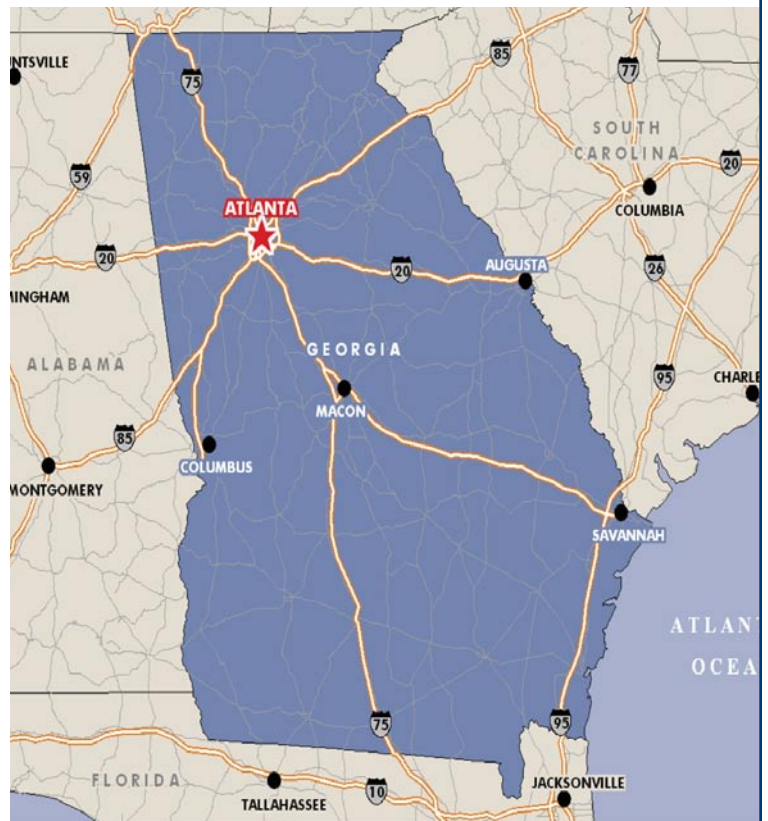 85
77
NTSVILLE
75
SOUTH
CAROLINA
20
59
ATLANTA
COLUMBIA
20
AUGUSTA
20
26
MINGHAM
GEORGIA
ALABAMA
95
CHARLE
MACON
85
COLUMBUS
MONTGOMERY
SAVANNAH
ATLAN
OCEA
75
95
FLORIDA
JACKSONVILLE
10
TALLAHASSEE